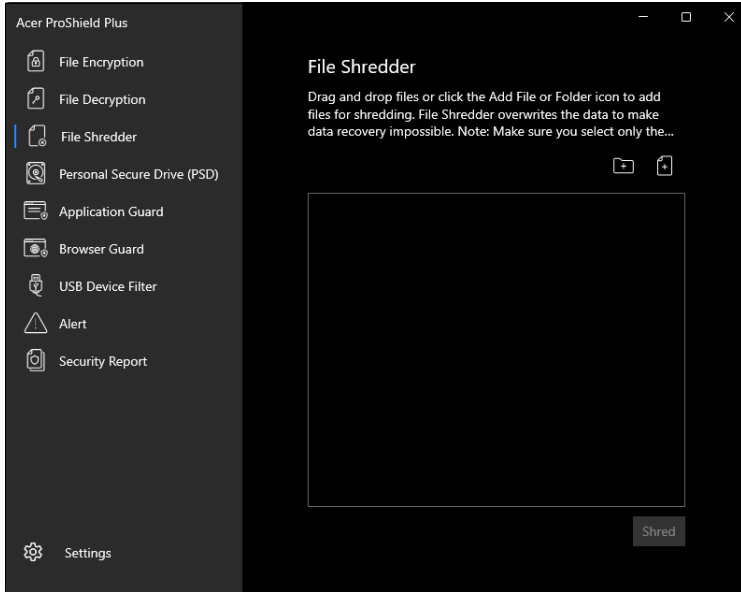 Acer ProShield Plus
File Encryption
File Decryption
File Shredder
Personal Secure Drive (PSD)
Application Guard
Browser Guard
USB Device Filter
Alert
Security Report
Settings
File Shredder
Drag and drop files or click the Add File or Folder icon to add
files for shredding. File Shredder overwrites the data to make
data recovery impossible. Note: Make sure you select only the...
Shred